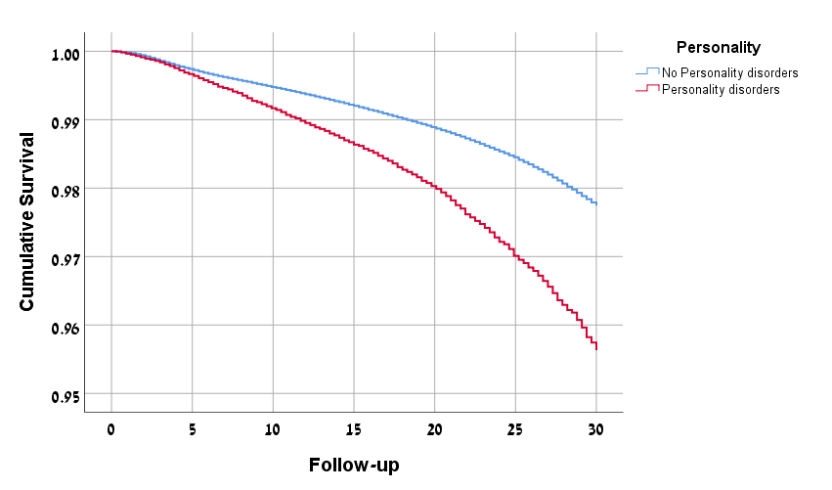 Personality
No Personality disorders
Personality disorders
Cumulative Survival
1.00
0.99
0.98
0.97
0.96
0.95
0 5 10 15 20 25 30
Follow-up